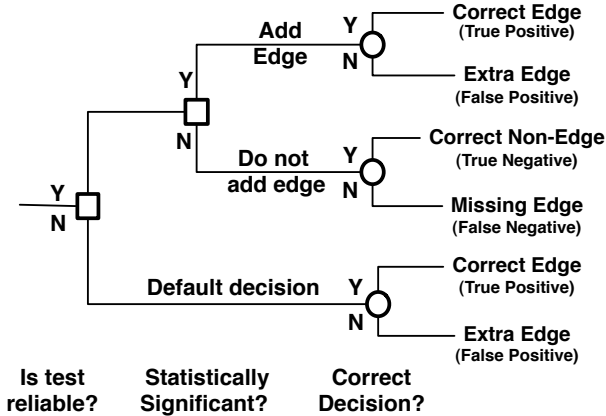 Y
N
Y
N
Add
Edge
Y
N
Correct Edge
(True Positive)
Extra Edge
(False Positive)
Do not
add edge
Y
N
Correct Non-Edge
(True Negative)
Missing Edge
(False Negative)
Default decision
Y
N
Correct Edge
(True Positive)
Extra Edge
(False Positive)
Is test
reliable?
Statistically
Significant?
Correct
Decision?